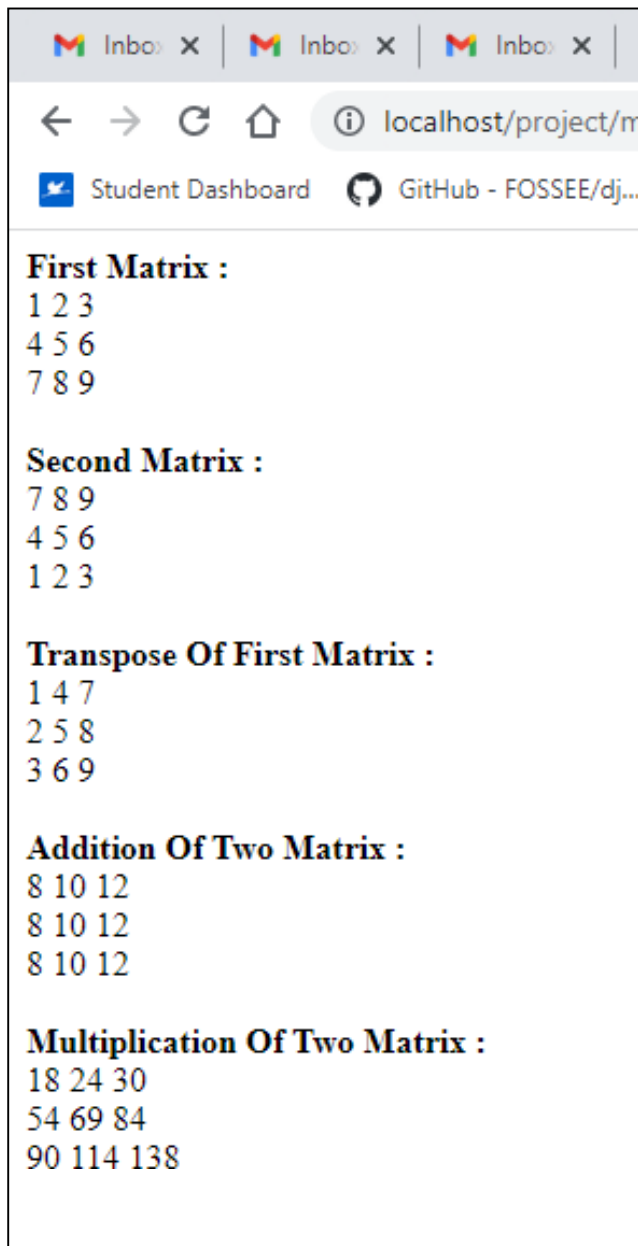 Inbox Inbox Inbox
localhost/project/m
Student Dashboard GitHub - FOSSEE/dj...
First Matrix :
1 2 3
4 5 6
7 8 9
Second Matrix :
7 8 9
4 5 6
1 2 3
Transpose Of First Matrix :
1 4 7
2 5 8
3 6 9
Addition Of Two Matrix :
8 10 12
8 10 12
8 10 12
Multiplication Of Two Matrix :
18 24 30
54 69 84
90 114 138